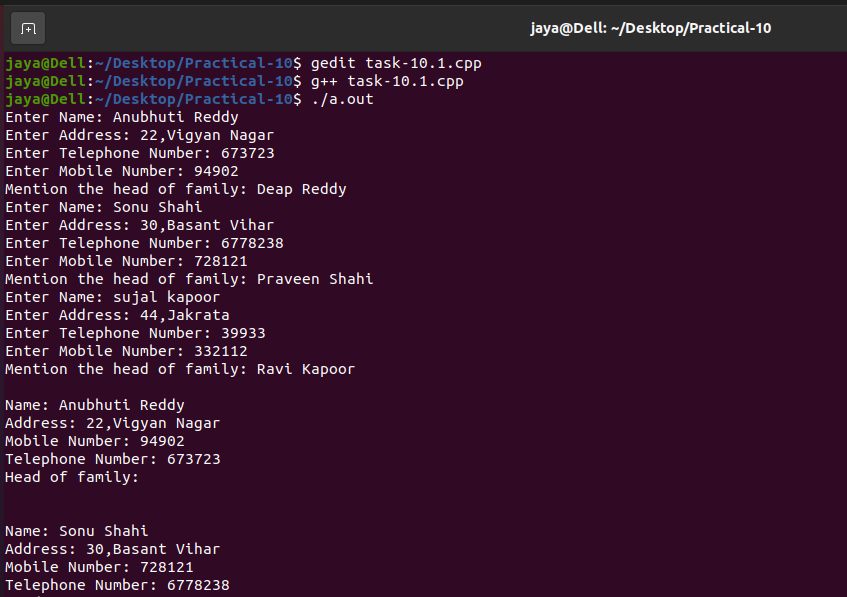 jaya@Dell: ~/Desktop/Practical-10
jaya@Dell:~/Desktop/Practical-10$ gedit task-10.1.cpp
jaya@Dell:~/Desktop/Practical-10$ g++ task-10.1.cpp
jaya@Dell:~/Desktop/Practical-10$ ./a.out
Enter Name: Anubhuti Reddy
Enter Address: 22,Vigyan Nagar
Enter Telephone Number: 673723
Enter Mobile Number: 94902
Mention the head of family: Deap Reddy
Enter Name: Sonu Shahi
Enter Address: 30,Basant Vihar
Enter Telephone Number: 6778238
Enter Mobile Number: 728121
Mention the head of family: Praveen Shahi
Enter Name: sujal kapoor
Enter Address: 44,Jakrata
Enter Telephone Number: 39933
Enter Mobile Number: 332112
Mention the head of family: Ravi Kapoor
Name: Anubhuti Reddy
Address: 22,Vigyan Nagar
Mobile Number: 94902
Telephone Number: 673723
Head of family:
Name: Sonu Shahi
Address: 30,Basant Vihar
Mobile Number: 728121
Telephone Number: 6778238